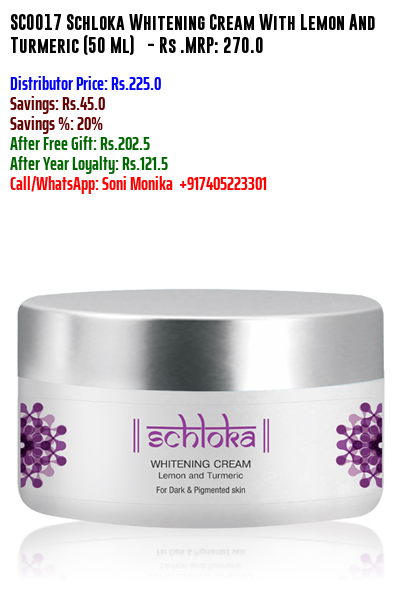 SC0017 Schloka Whitening Cream With Lemon And
Turmeric (50 Ml)   - Rs .MRP: 270.0
Distributor Price: Rs.225.0
Savings: Rs.45.0
Savings %: 20%
After Free Gift: Rs.202.5
After Year Loyalty: Rs.121.5
Call/WhatsApp: Soni Monika  +917405223301
|| schloka ||
WHITENING CREAM
Lemon and Turmeric
For Dark & Pigmented skin